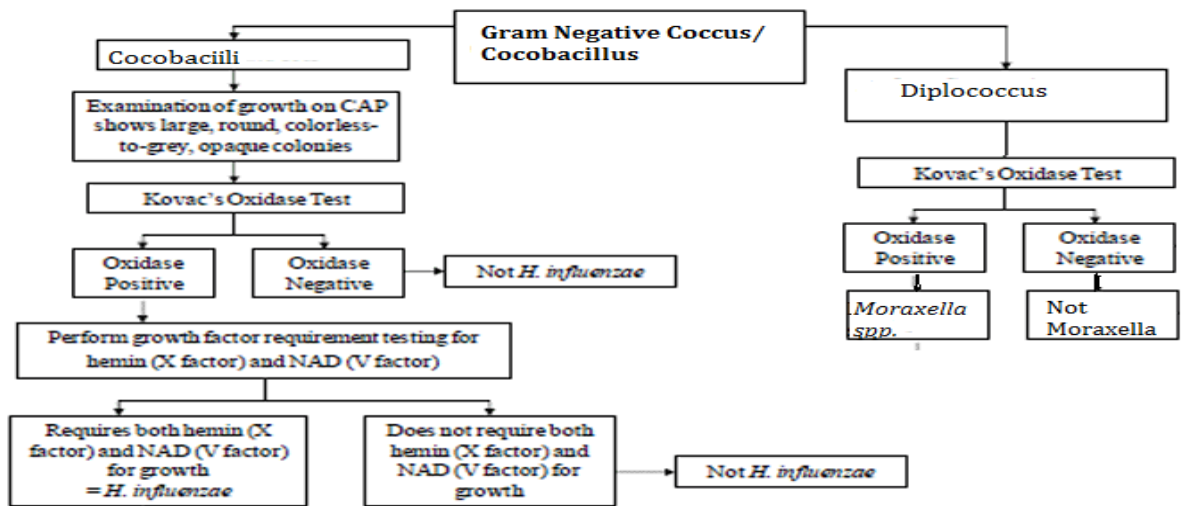 Gram Negative Coccus/
Cocobacillus
Cocobaciili
Examination of growth on CAP
shows large, round, colorless-
to-grey, opaque colonies
Kovac's Oxidase Test
Oxidase
Positive
Oxidase
Negative
Not H. influenzae
Perform growth factor requirement testing for
hemin (X factor) and NAD (V factor)
Requires both hemin (X
factor) and NAD (V factor)
for growth
= H. influenzae
Does not require both
hemin (X factor) and
NAD (V factor) for
growth
Not H. influenzae
Diplococcus
Kovac's Oxidase Test
Oxidase
Positive
Oxidase
Negative
Moraxella
spp.
Not
Moraxella